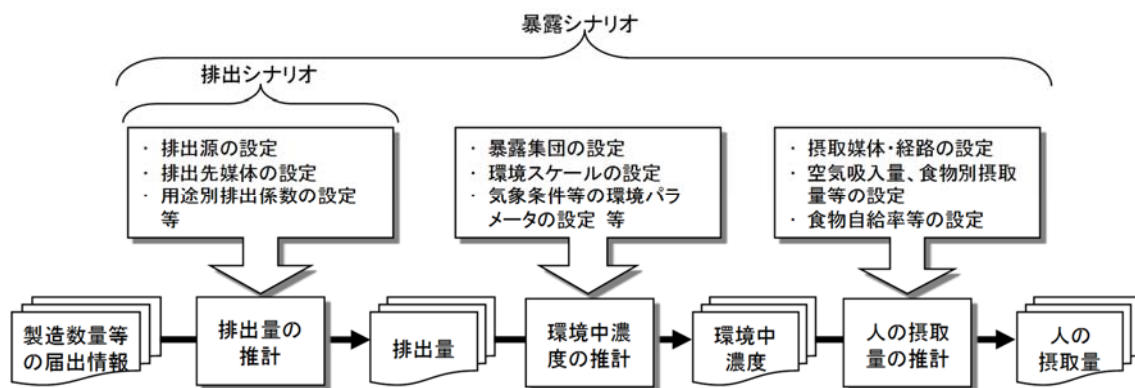 暴露シナリオ
排出シナリオ
・ 排出源の設定
・ 排出先媒体の設定
・ 用途別排出係数の設定
等
・ 暴露集団の設定
・ 環境スケールの設定
・ 気象条件等の環境パラ
メータの設定 等
・ 摂取媒体・経路の設定
・ 空気吸入量、食物別摂取
量等の設定
・ 食物自給率等の設定
製造数量等
の届出情報
排出量の
推計
排出量
環境中濃
度の推計
環境中
濃度
人の摂取
量の推計
人の
摂取量